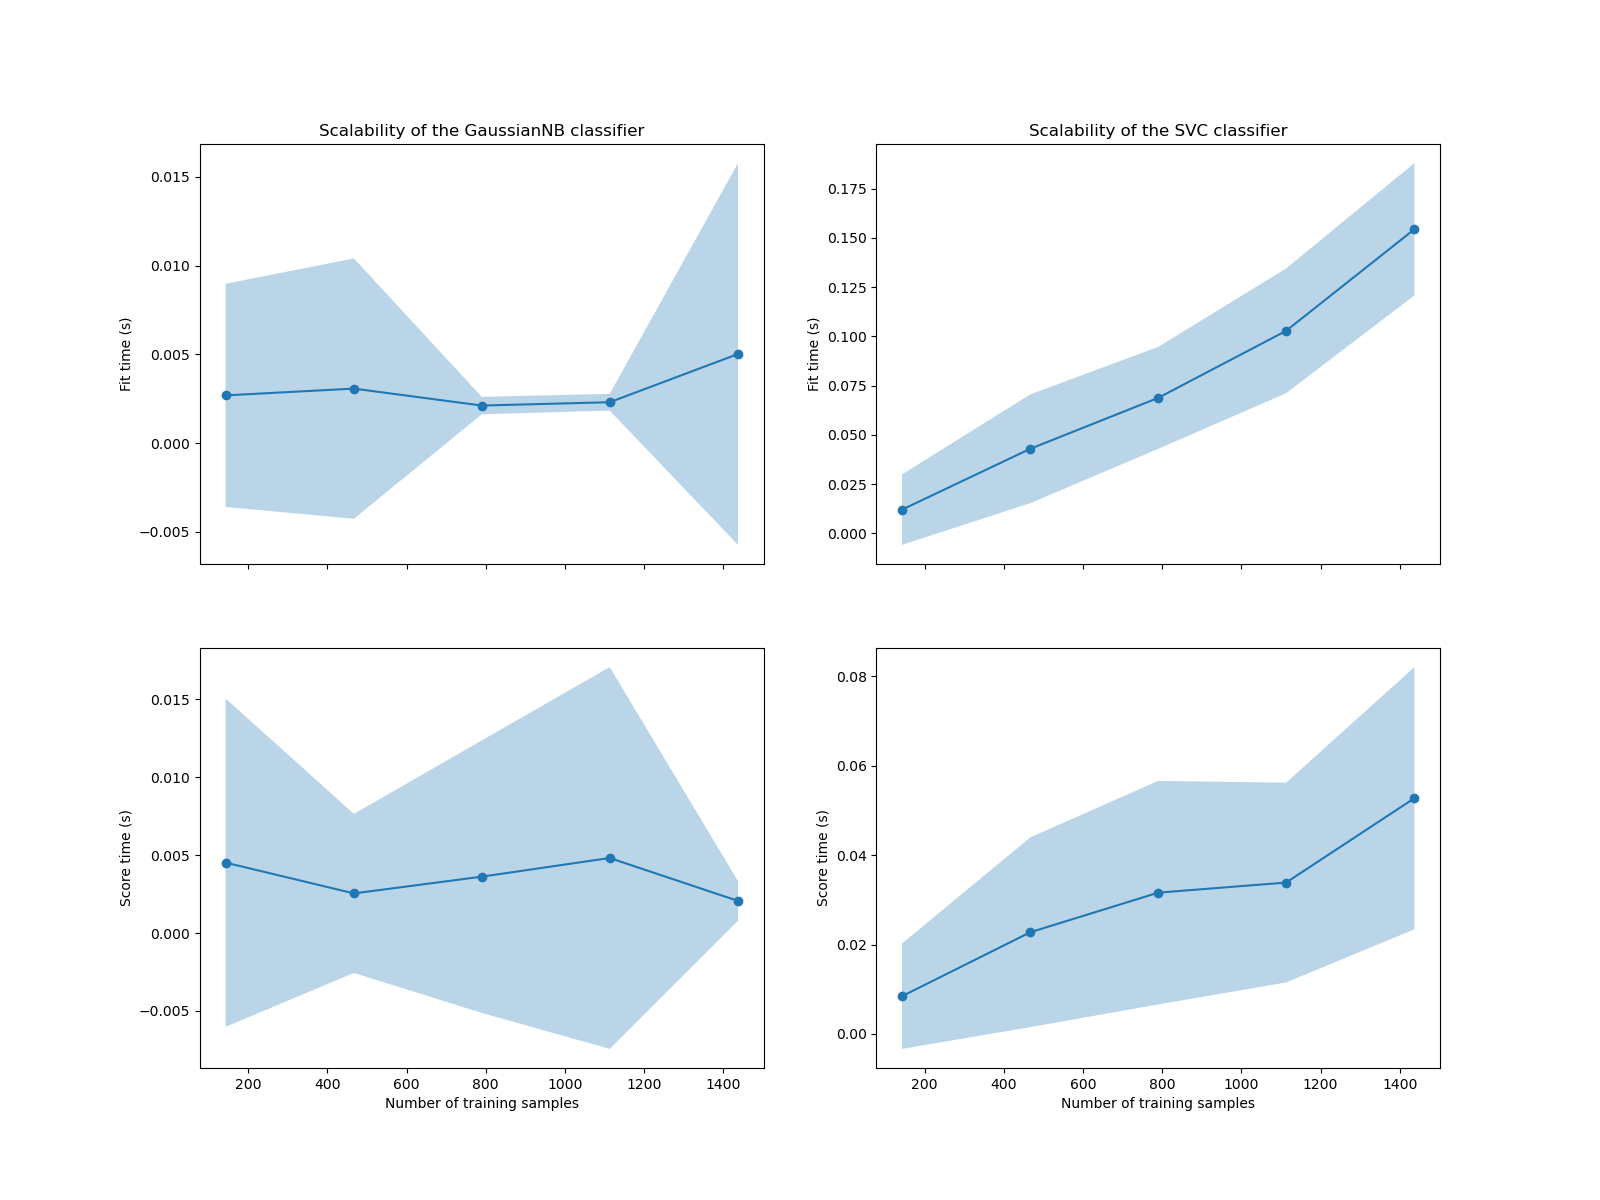 Scalability of the GaussianNB classifier
Fit time (s)
0.015
0.010
0.005
0.000
−0.005
Scalability of the SVC classifier
Fit time (s)
0.175
0.150
0.125
0.100
0.075
0.050
0.025
0.000
Score time (s)
0.015
0.010
0.005
0.000
−0.005
200 400 600 800 1000 1200 1400
Number of training samples
Score time (s)
0.08
0.06
0.04
0.02
0.00
200 400 600 800 1000 1200 1400
Number of training samples